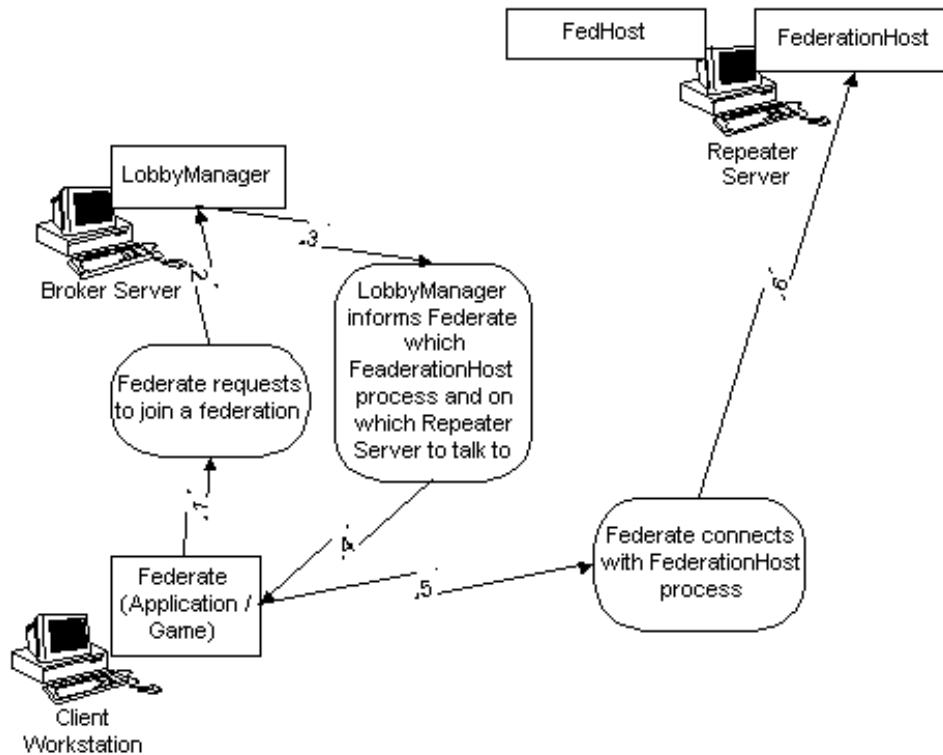 FedHost
FederationHost
Repeater
Server
LobbyManager
Broker Server
.3
.2
LobbyManager
informs Federate
which
FeaderationHost
process and on
which Repeater
Server to talk to
Federate requests
to join a federation
.1
.4
.5
.6
Federate connects
with FederationHost
process
Federate
(Application /
Game)
Client
Workstation